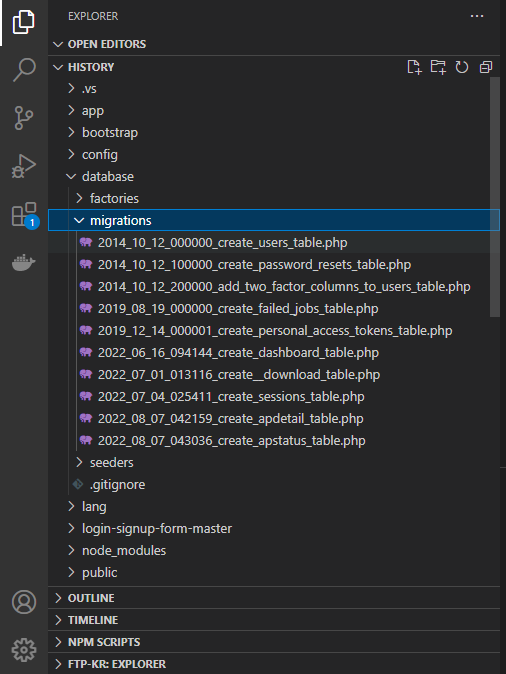 EXPLORER
OPEN EDITORS
HISTORY
.vs
app
bootstrap
config
database
factories
migrations
2014_10_12_000000_create_users_table.php
2014_10_12_100000_create_password_resets_table.php
2014_10_12_200000_add_two_factor_columns_to_users_table.php
2019_08_19_000000_create_failed_jobs_table.php
2019_12_14_000001_create_personal_access_tokens_table.php
2022_06_16_094144_create_dashboard_table.php
2022_07_01_013116_create__download_table.php
2022_07_04_025411_create_sessions_table.php
2022_08_07_042159_create_apdetail_table.php
2022_08_07_043036_create_apstatus_table.php
seeders
.gitignore
lang
login-signup-form-master
node_modules
public
OUTLINE
TIMELINE
NPM SCRIPTS
FTP-KR: EXPLORER
1